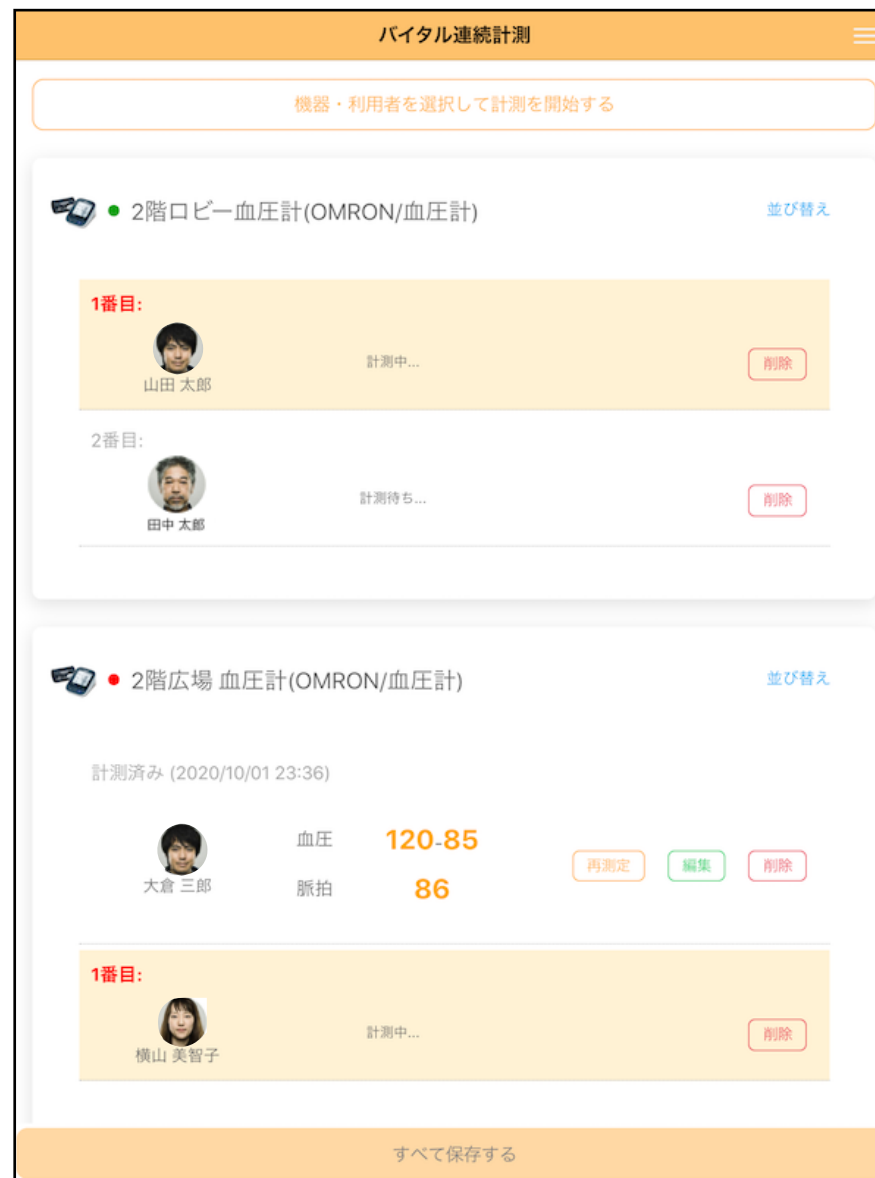 バイタル連続計測
機器・利用者を選択して計測を開始する
2階ロビー血圧計(OMRON/血圧計)
並び替え
1番目:
計測中...
削除
山田 太郎
2番目:
計測待ち...
削除
田中 太郎
2階広場 血圧計(OMRON/血圧計)
並び替え
計測済み (2020/10/01 23:36)
血圧 120-85
再測定 編集 削除
大倉 三郎
脈拍 86
1番目:
計測中...
削除
横山 美智子
すべて保存する